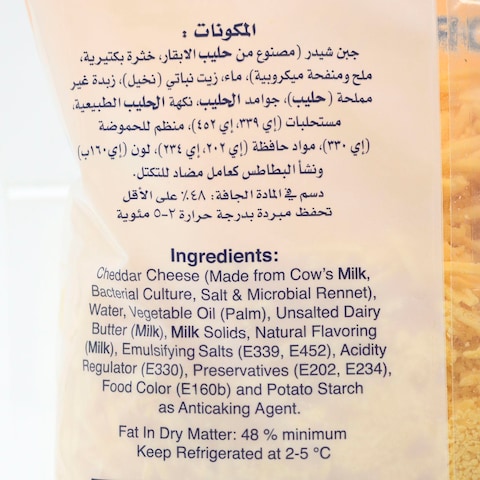 المكونات :
جبن شيدر (مصنوع من حليب الابقار، خثرة بكتيرية،
ملح ومنفحة ميكروبية)، ماء، زيت نباتي (نخيل)، زبدة غير
مملحة (حليب)، جوامد الحليب، نكهة الحليب الطبيعية،
مستحلبات (إي ٣٣٩، إي ٤٥٢)، منظم للحموضة
(إي ٣٣٠)، مواد حافظة (إي ٢٠٢، إي ٢٣٤)، لون (إي١٦٠ب)
ونشأ البطاطس كعامل مضاد للتكتل.
دسم في المادة الجافة: ٤٨٪ على الأقل
تحفظ مبردة بدرجة حرارة ٢-٥ مئوية
Ingredients:
Cheddar Cheese (Made from Cow's Milk,
Bacterial Culture, Salt & Microbial Rennet),
Water, Vegetable Oil (Palm), Unsalted Dairy
Butter (Milk), Milk Solids, Natural Flavoring
(Milk), Emulsifying Salts (E339, E452), Acidity
Regulator (E330), Preservatives (E202, E234),
Food Color (E160b) and Potato Starch
as Anticaking Agent.
Fat In Dry Matter: 48 % minimum
Keep Refrigerated at 2-5 °C